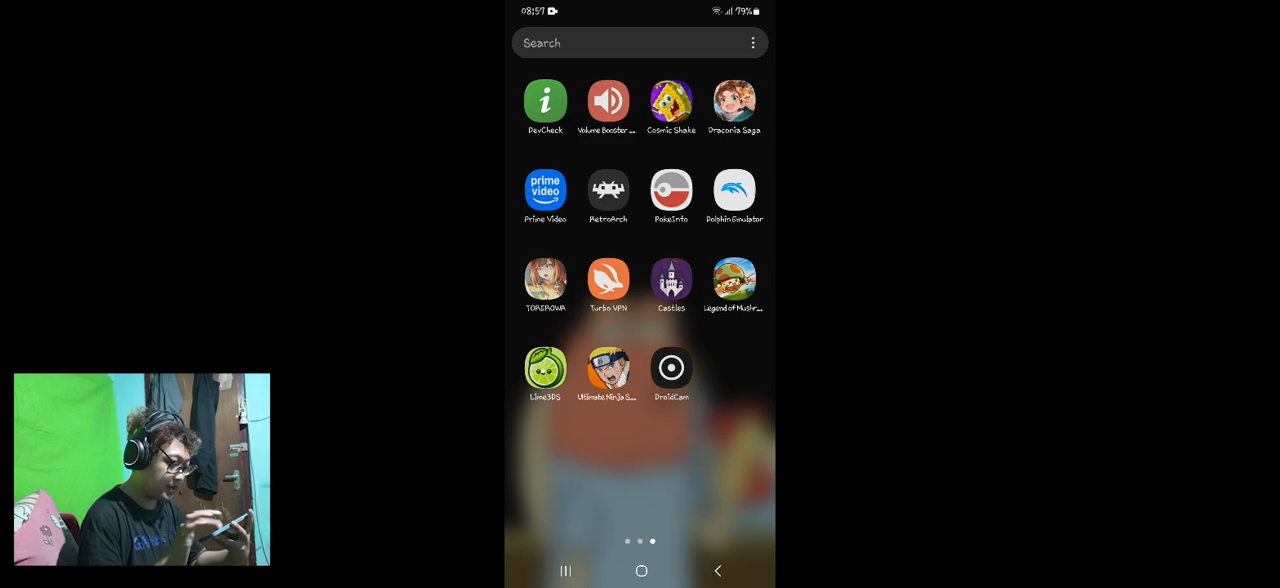 08:57 79%
Search
DevCheck Volume Booster ... Cosmic Shake Draconia Saga
prime video
Prime Video RetroArch PokeInfo Dolphin Emulator
TOREROWA Turbo VPN Castles Legend of Mushr...
Lime3DS Ultimate Ninja S... DroidCam